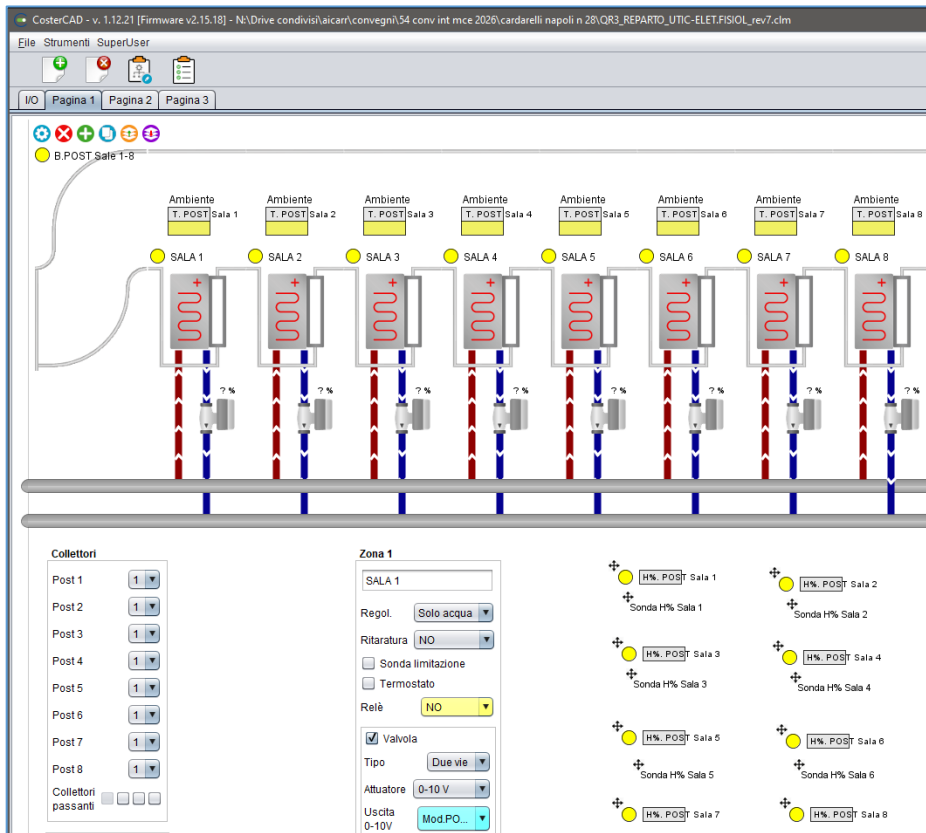 CosterCAD - v. 1.12.21 [Firmware v2.15.18] - N:\Drive condivisi\aicarr\convegni\54 conv int mce 2026\cardarelli napoli n 28\QR3_REPARTO_UTIC-ELET.FISIOL_rev7.clm
File Strumenti SuperUser
I/O Pagina 1 Pagina 2 Pagina 3
B.POST Sale 1-8
Ambiente Ambiente Ambiente Ambiente Ambiente Ambiente Ambiente Ambiente
T. POST Sala 1 T. POST Sala 2 T. POST Sala 3 T. POST Sala 4 T. POST Sala 5 T. POST Sala 6 T. POST Sala 7 T. POST Sala 8
SALA 1 SALA 2 SALA 3 SALA 4 SALA 5 SALA 6 SALA 7 SALA 8
? % ? % ? % ? % ? % ? % ? % ? %
Collettori
Post 1 1
Post 2 1
Post 3 1
Post 4 1
Post 5 1
Post 6 1
Post 7 1
Post 8 1
Collettori
passanti
Zona 1
SALA 1
Regol. Solo acqua
Ritaratura NO
Sonda limitazione
Termostato
Relè NO
Valvola
Tipo Due vie
Attuatore 0-10 V
Uscita
0-10V Mod.PO...
H%. POST Sala 1 H%. POST Sala 2
Sonda H% Sala 1 Sonda H% Sala 2
H%. POST Sala 3 H%. POST Sala 4
Sonda H% Sala 3 Sonda H% Sala 4
H%. POST Sala 5 H%. POST Sala 6
Sonda H% Sala 5 Sonda H% Sala 6
H%. POST Sala 7 H%. POST Sala 8